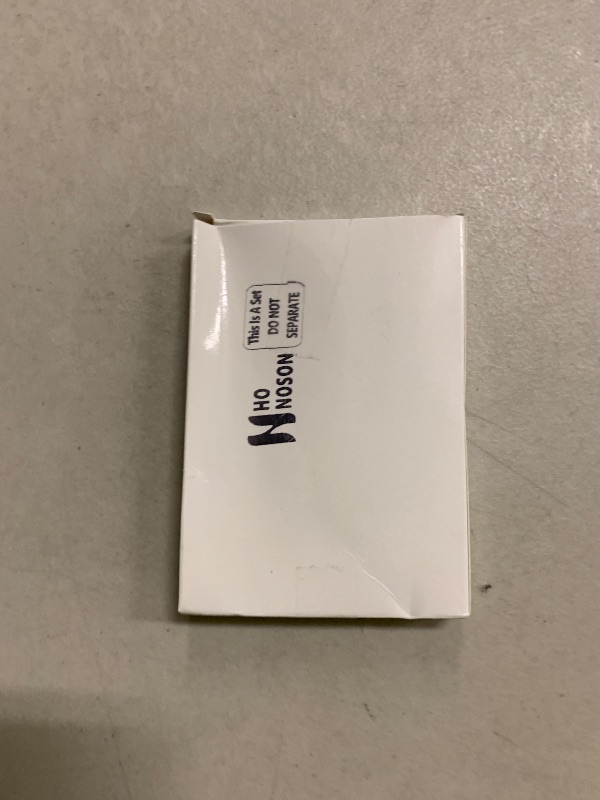 HO
NOSON
This Is A Set
DO NOT
SEPARATE